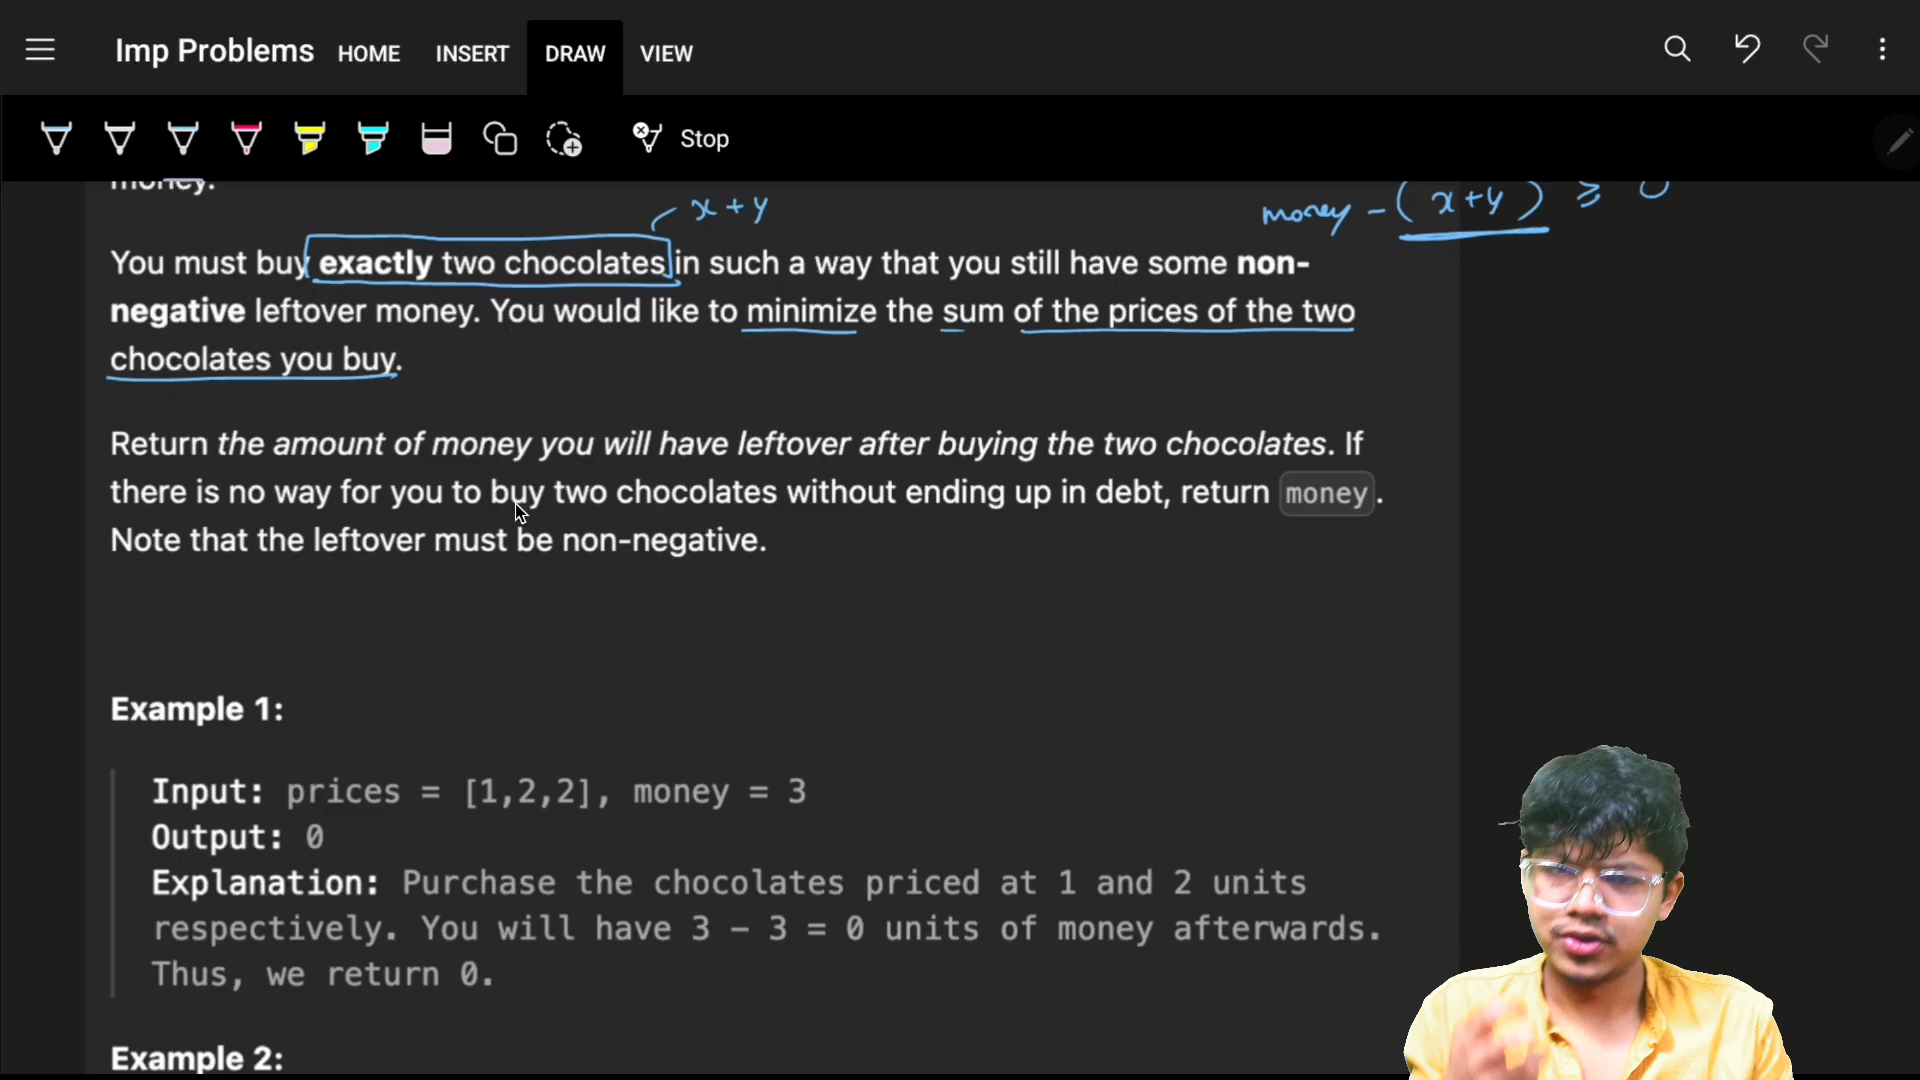 Imp Problems HOME INSERT DRAW VIEW
Stop
money.
x + y
money - ( x + y ) ≥ 0
You must buy exactly two chocolates in such a way that you still have some non-
negative leftover money. You would like to minimize the sum of the prices of the two
chocolates you buy.
Return the amount of money you will have leftover after buying the two chocolates. If
there is no way for you to buy two chocolates without ending up in debt, return money.
Note that the leftover must be non-negative.
Example 1:
Input: prices = [1,2,2], money = 3
Output: 0
Explanation: Purchase the chocolates priced at 1 and 2 units
respectively. You will have 3 - 3 = 0 units of money afterwards.
Thus, we return 0.
Example 2: